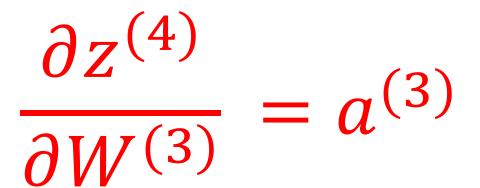 ∂z^(4) / ∂W^(3) = a^(3)